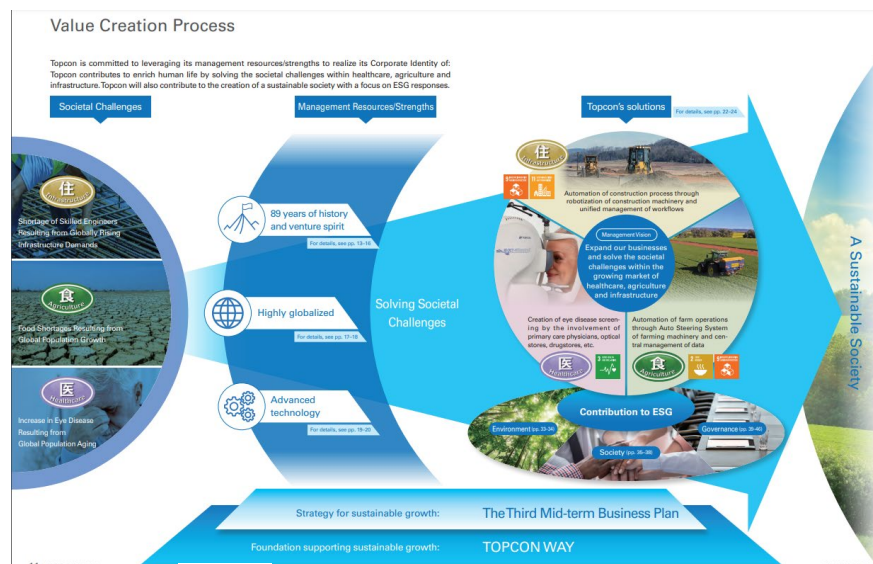 Value Creation Process
Topcon is committed to leveraging its management resources/strengths to realize its Corporate Identity of:
Topcon contributes to enrich human life by solving the societal challenges within healthcare, agriculture and
infrastructure. Topcon will also contribute to the creation of a sustainable society with a focus on ESG responses.
Societal Challenges
住
Infrastructure
Shortage of Skilled Engineers
Resulting from Globally Rising
Infrastructure Demands
食
Agriculture
Food Shortages Resulting from
Global Population Growth
医
Healthcare
Increase in Eye Disease
Resulting from
Global Population Aging
Management Resources/Strengths
89 years of history
and venture spirit
For details, see pp. 13–16
Highly globalized
For details, see pp. 17–18
Advanced
technology
For details, see pp. 19–20
Solving Societal
Challenges
Topcon's solutions
For details, see pp. 22–24
住
Infrastructure
Automation of construction process through
robotization of construction machinery and
unified management of workflows
Management Vision
Expand our businesses
and solve the societal
challenges within the
growing market of
healthcare, agriculture
and infrastructure
Creation of eye disease screen-
ing by the involvement of
primary care physicians, optical
stores, drugstores, etc.
医
Healthcare
Automation of farm operations
through Auto Steering System
of farming machinery and cen-
tral management of data
食
Agriculture
Contribution to ESG
Environment (pp. 33–34)
Society (pp. 35–38)
Governance (pp. 39–46)
A Sustainable Society
Strategy for sustainable growth: The Third Mid-term Business Plan
Foundation supporting sustainable growth: TOPCON WAY